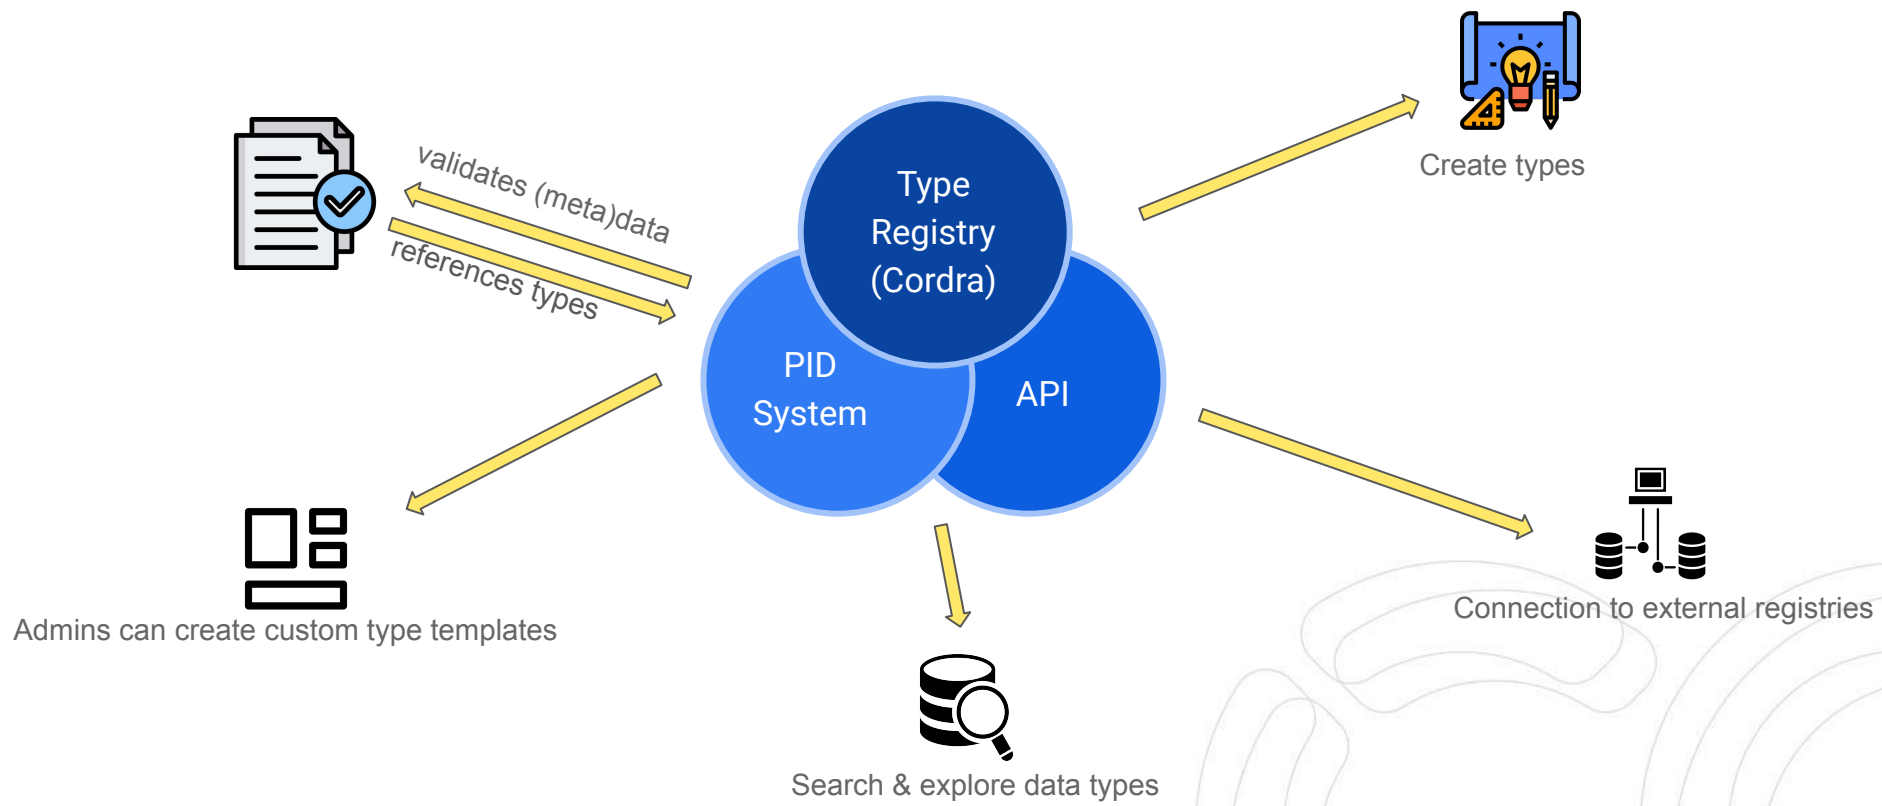 Create types
validates (meta)data
references types
Type
Registry
(Cordra)
PID
System
API
Connection to external registries
Admins can create custom type templates
Search & explore data types